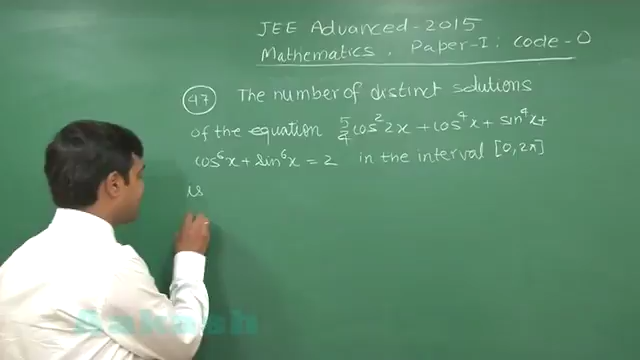 JEE Advanced-2015
Mathematics, Paper-I: Code-0
47 The number of distinct solutions
of the equation 5/4 cos²2x + cos⁴x + sin⁴x +
cos⁶x + sin⁶x = 2 in the interval [0, 2π]
is
Aakash